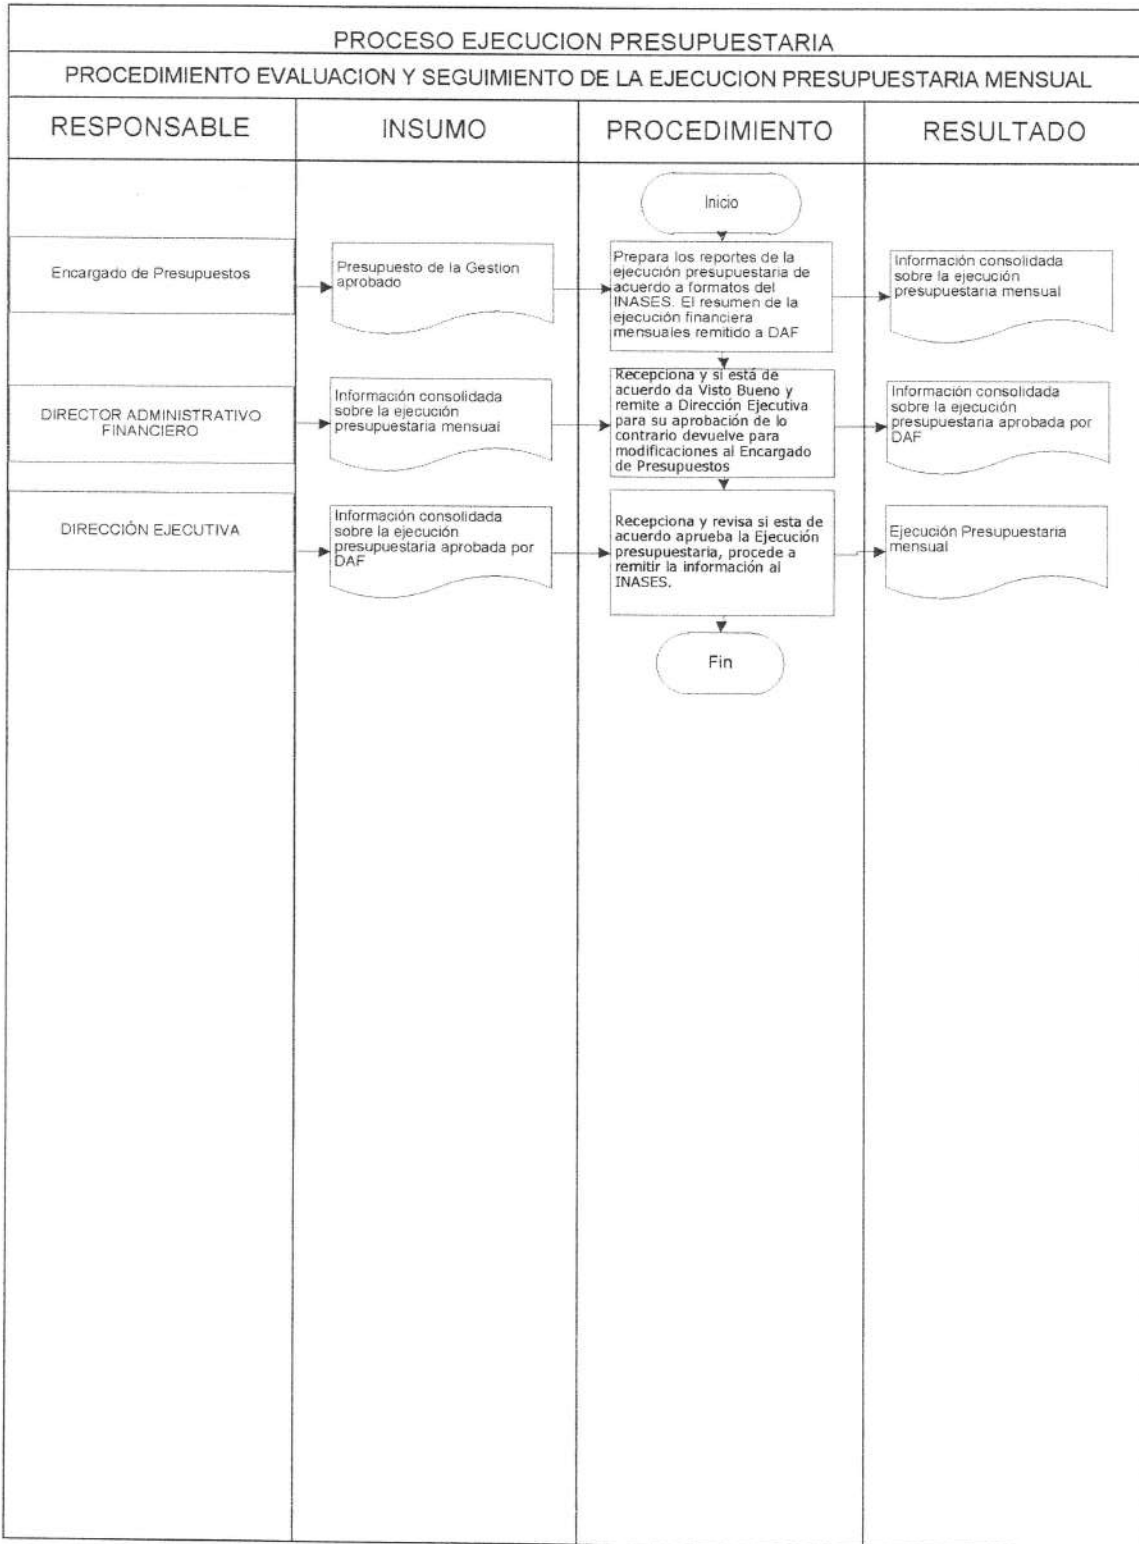 PROCESO EJECUCION PRESUPUESTARIA
PROCEDIMIENTO EVALUACION Y SEGUIMIENTO DE LA EJECUCION PRESUPUESTARIA MENSUAL
RESPONSABLE
INSUMO
PROCEDIMIENTO
RESULTADO
Inicio
Encargado de Presupuestos
Presupuesto de la Gestion
aprobado
Prepara los reportes de la
ejecución presupuestaria de
acuerdo a formatos del
INASES. El resumen de la
ejecución financiera
mensuales remitido a DAF
Información consolidada
sobre la ejecución
presupuestaria mensual
DIRECTOR ADMINISTRATIVO
FINANCIERO
Información consolidada
sobre la ejecución
presupuestaria mensual
Recepciona y si está de
acuerdo da Visto Bueno y
remite a Dirección Ejecutiva
para su aprobación de lo
contrario devuelve para
modificaciones al Encargado
de Presupuestos
Información consolidada
sobre la ejecución
presupuestaria aprobada por
DAF
DIRECCIÓN EJECUTIVA
Información consolidada
sobre la ejecución
presupuestaria aprobada por
DAF
Recepciona y revisa si esta de
acuerdo aprueba la Ejecución
presupuestaria, procede a
remitir la información al
INASES.
Ejecución Presupuestaria
mensual
Fin